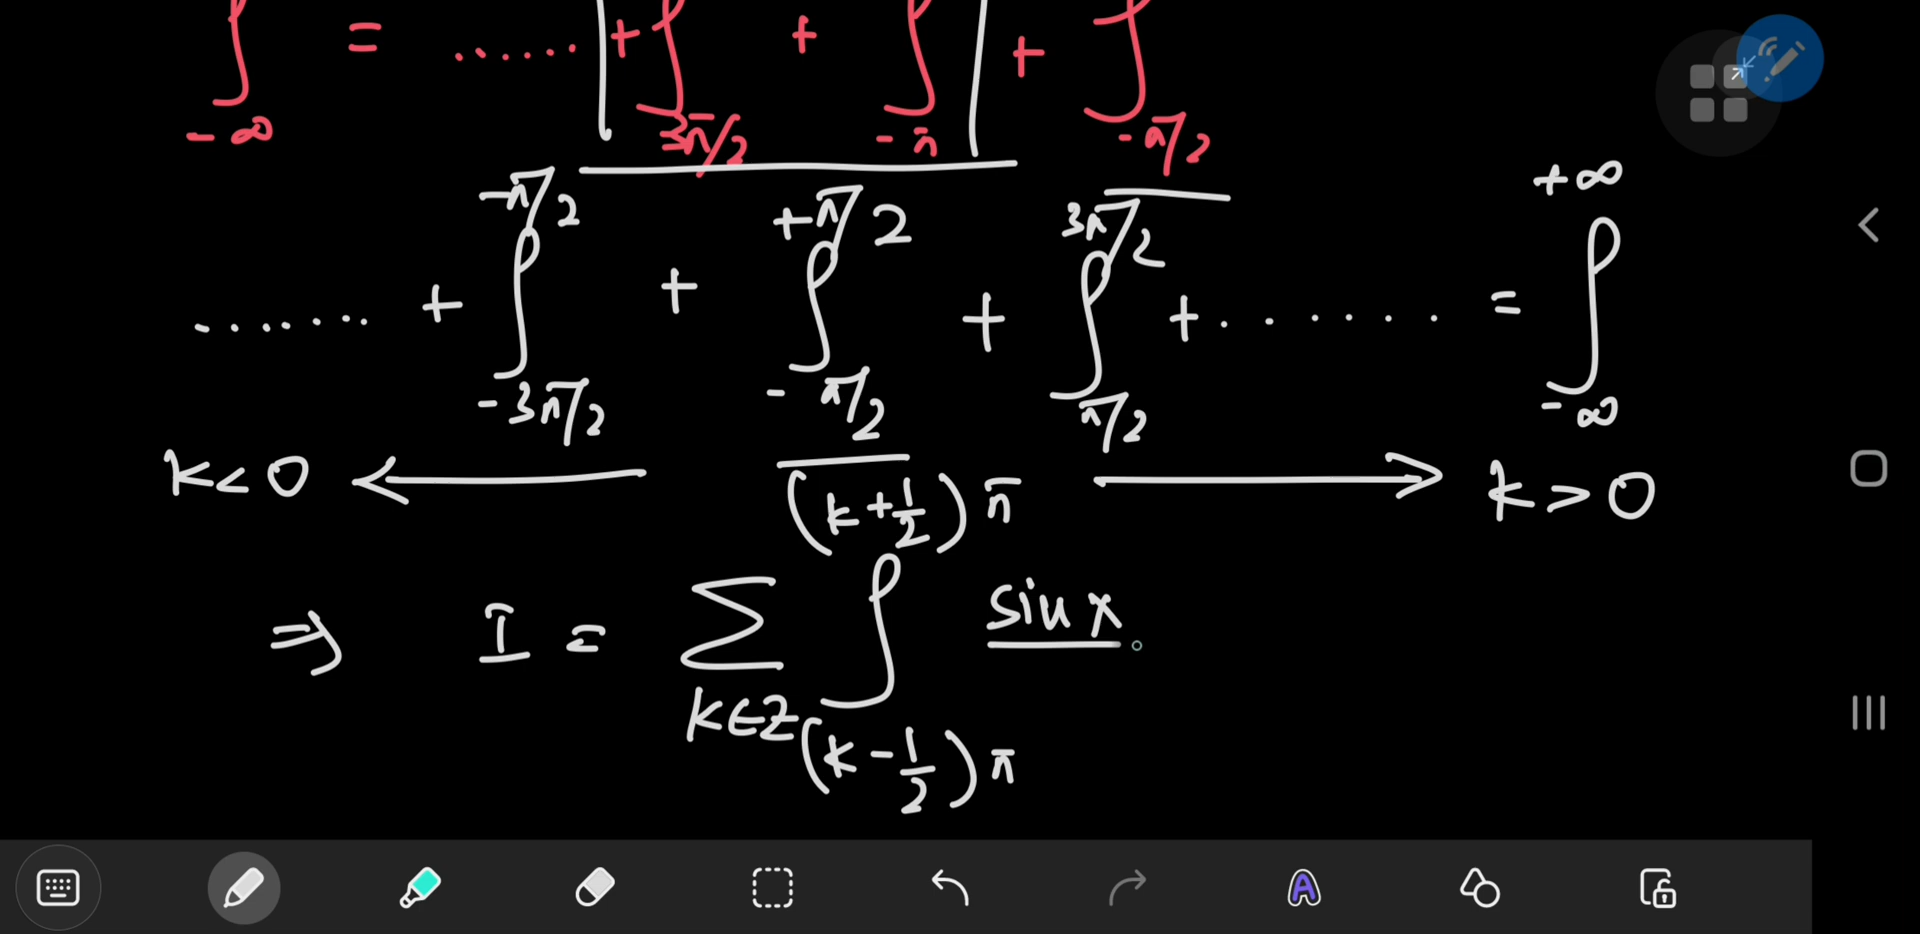 ∫_{-∞} = ...... | + ∫_{3π/2} + ∫_{-π} | + ∫_{-π/2}
....... + ∫_{-3π/2}^{-π/2} + ∫_{-π/2}^{+π/2} + ∫_{π/2}^{3π/2} + ....... = ∫_{-∞}^{+∞}
k<0 ← → k>0
⇒ I = Σ_{k∈Z} ∫_{(k-1/2)π}^{(k+1/2)π} sin x